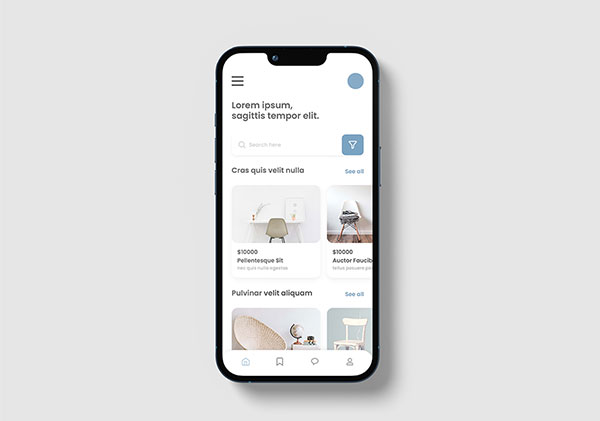 Lorem ipsum,
sagittis tempor elit.
Search here
Cras quis velit nulla
See all
$10000
Pellentesque Sit
nec quis nulla egestas
$10000
Auctor Faucib
tellus posuere po
Pulvinar velit aliquam
See all